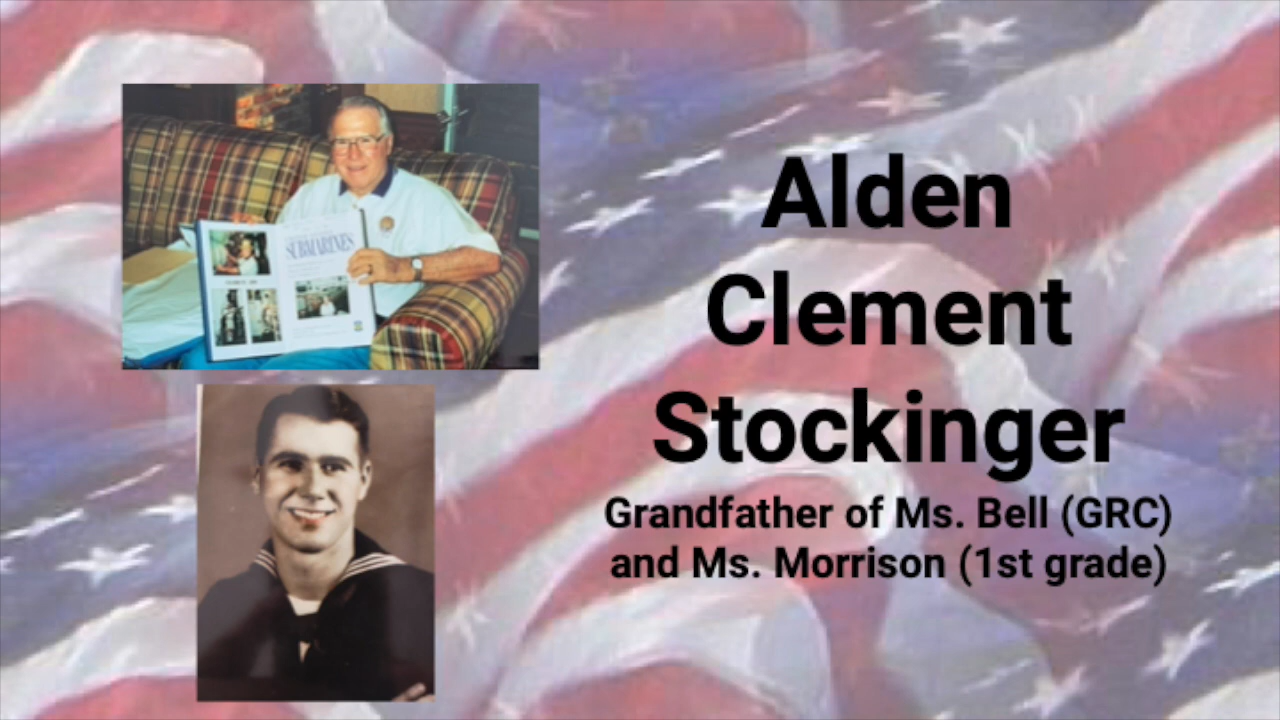 Alden
Clement
Stockinger
Grandfather of Ms. Bell (GRC)
and Ms. Morrison (1st grade)
SUBMARINES